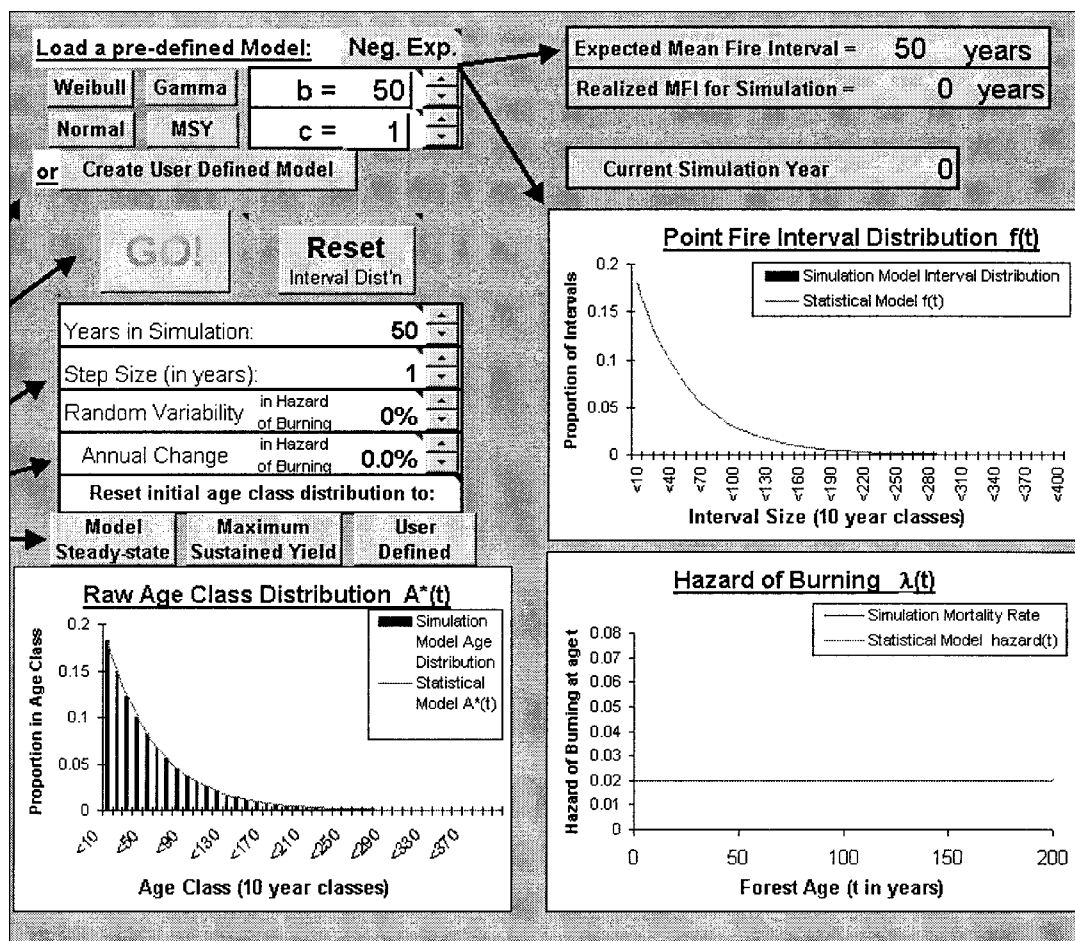 Load a pre-defined Model:
Neg. Exp.
Weibull
Gamma
b = 50
Normal
MSY
c = 1
or Create User Defined Model
Expected Mean Fire Interval = 50 years
Realized MFI for Simulation = 0 years
Current Simulation Year 0
GO!
Reset
Interval Dist'n
Years in Simulation: 50
Step Size (in years): 1
Random Variability in Hazard of Burning 0%
Annual Change in Hazard of Burning 0.0%
Reset initial age class distribution to:
Model
Steady-state
Maximum
Sustained Yield
User
Defined
Point Fire Interval Distribution f(t)
Simulation Model Interval Distribution
Statistical Model f(t)
Proportion of Intervals
0.2
0.15
0.1
0.05
0
<10
<40
<70
<100
<130
<160
<190
<220
<250
<280
<310
<340
<370
<400
Interval Size (10 year classes)
Raw Age Class Distribution A*(t)
Simulation
Model Age
Distribution
Statistical
Model A*(t)
Proportion in Age Class
0.2
0.15
0.1
0.05
0
<10
<50
<90
<130
<170
<210
<250
<290
<330
<370
Age Class (10 year classes)
Hazard of Burning λ(t)
Simulation Mortality Rate
Statistical Model hazard(t)
Hazard of Burning at age t
0.08
0.08
0.07
0.06
0.05
0.04
0.03
0.02
0.01
0.00
0
50
100
150
200
Forest Age (t in years)